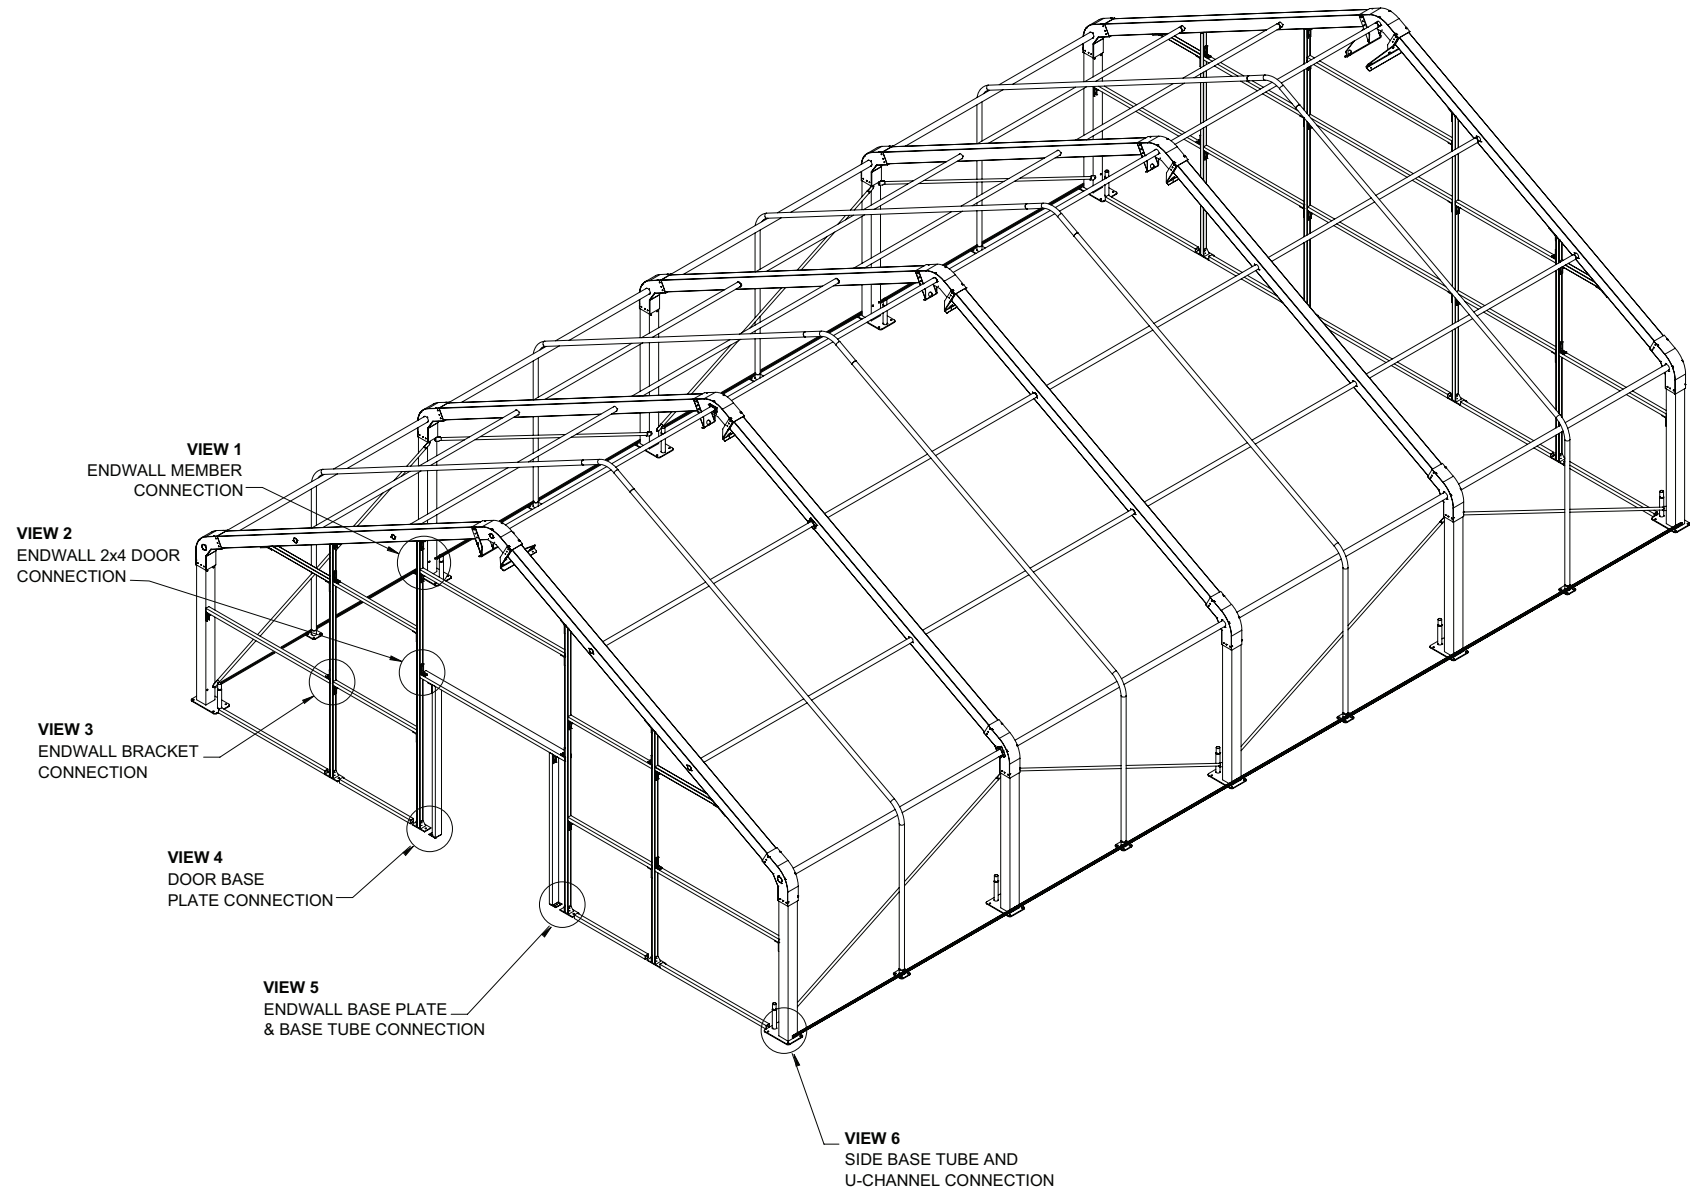 VIEW 1
ENDWALL MEMBER
CONNECTION
VIEW 2
ENDWALL 2x4 DOOR
CONNECTION
VIEW 3
ENDWALL BRACKET
CONNECTION
VIEW 4
DOOR BASE
PLATE CONNECTION
VIEW 5
ENDWALL BASE PLATE
& BASE TUBE CONNECTION
VIEW 6
SIDE BASE TUBE AND
U-CHANNEL CONNECTION